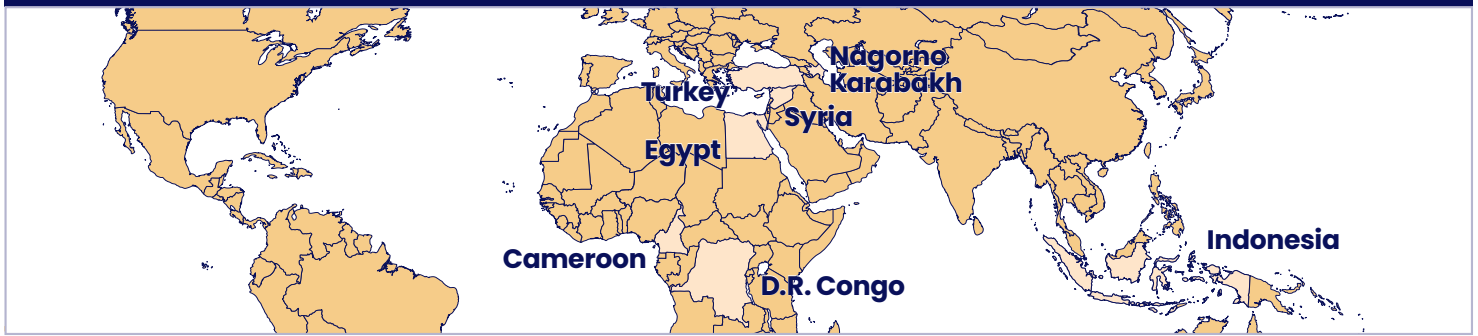 Nagorno
Karabakh
Turkey
Syria
Egypt
Indonesia
Cameroon
D.R. Congo